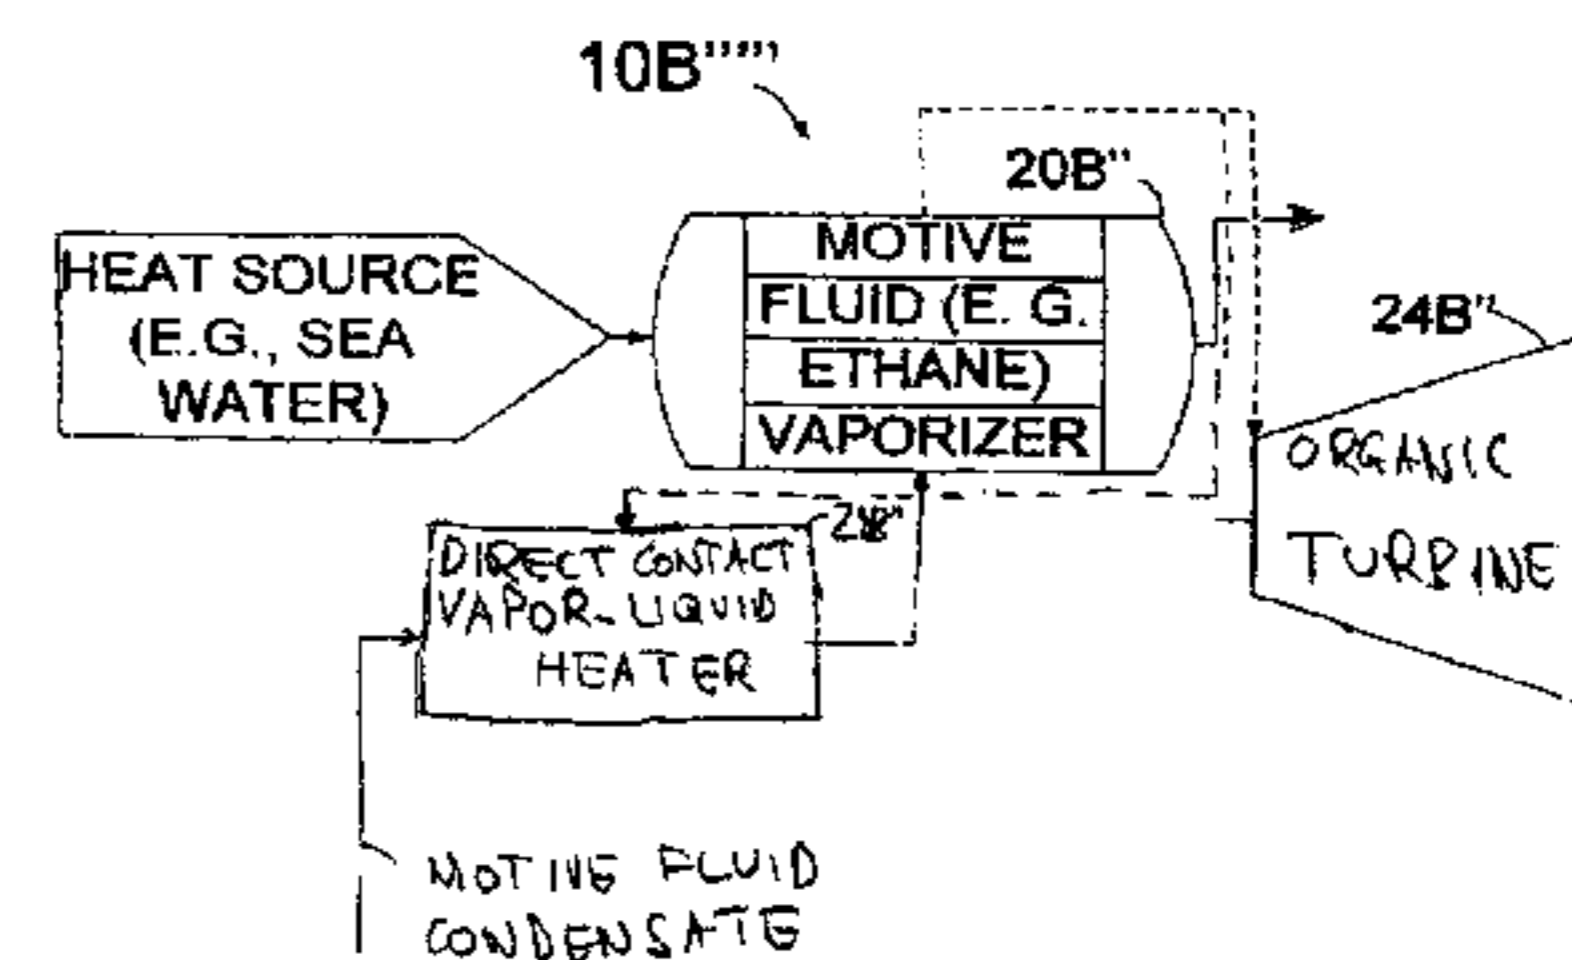 10B"""
20B"
HEAT SOURCE
(E.G., SEA
WATER)
MOTIVE
FLUID (E. G.
ETHANE)
VAPORIZER
24B"
ORGANIC
TURBINE
DIRECT CONTACT
VAPOR-LIQUID
HEATER
MOTIVE FLUID
CONDENSATE